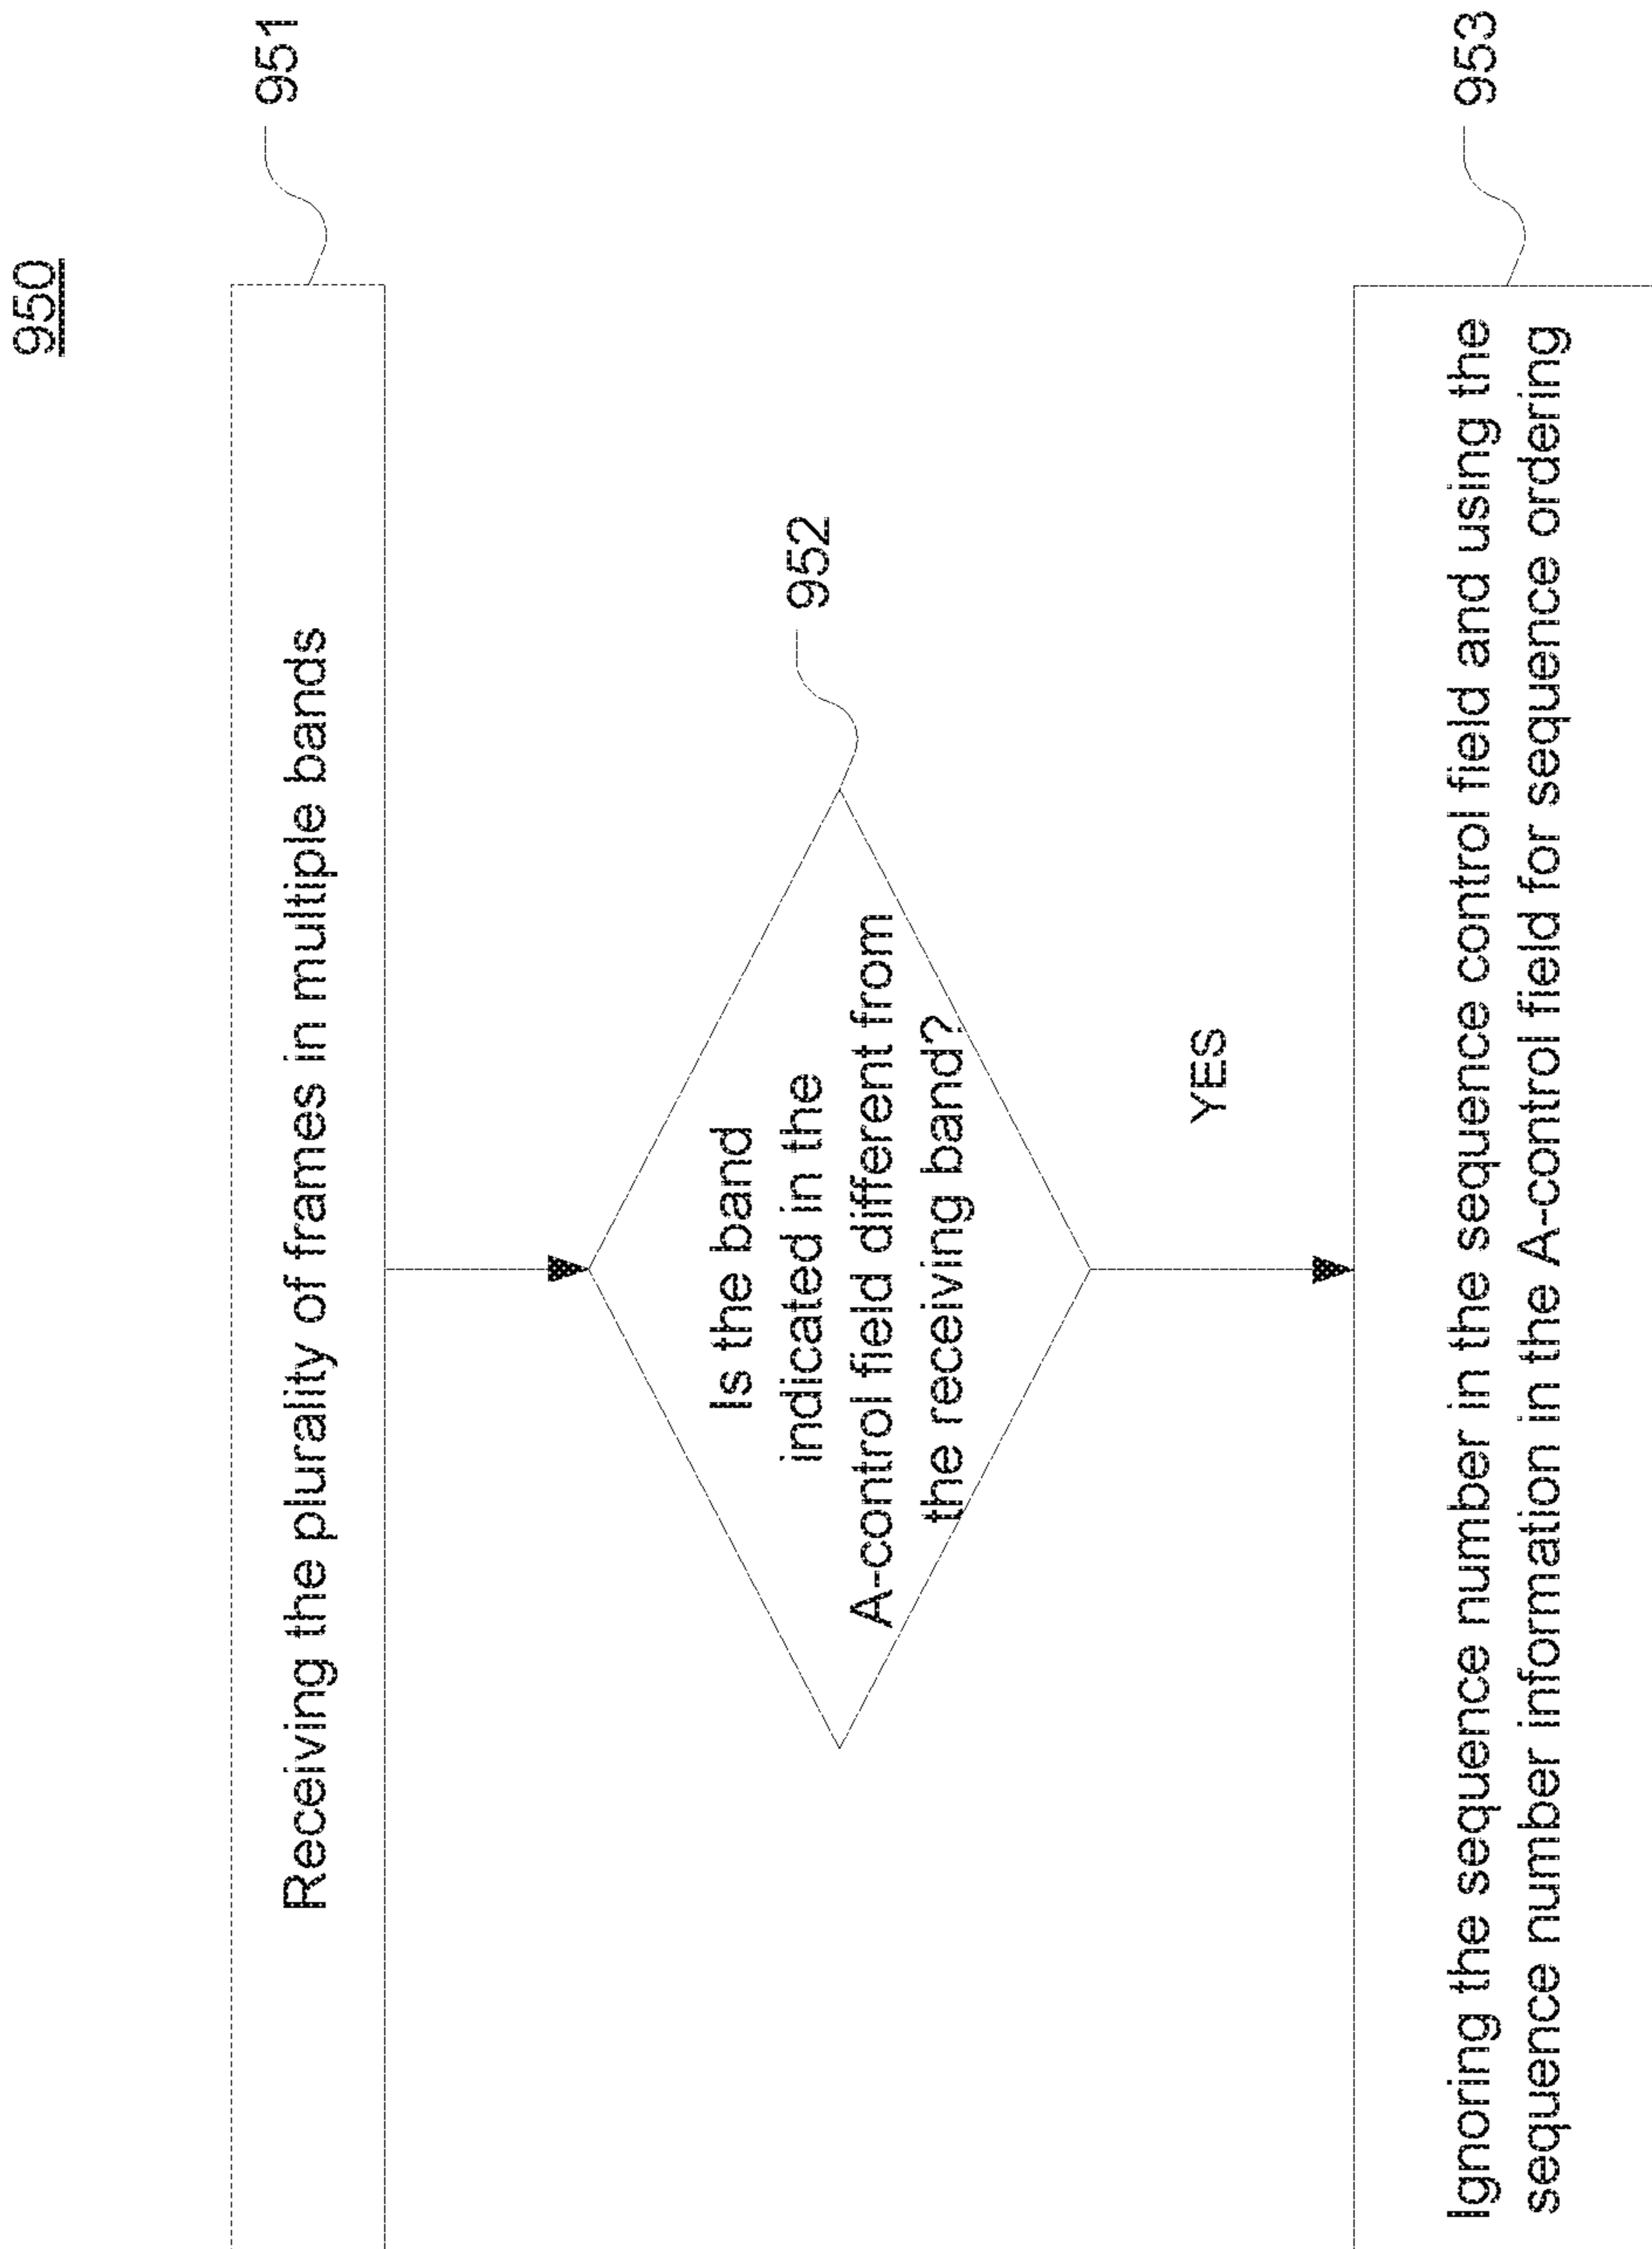 950
951
Receiving the plurality of frames in multiple bands
952
Is the band
indicated in the
A-control field different from
the receiving band?
YES
953
Ignoring the sequence number in the sequence control field and using the
sequence number information in the A-control field for sequence ordering